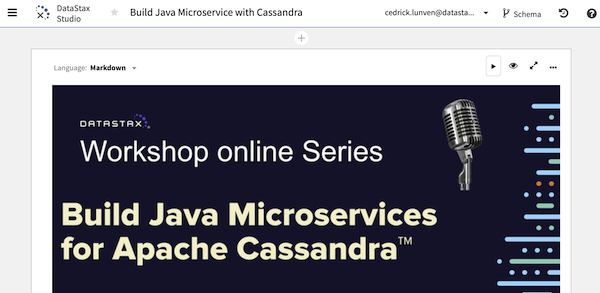 DataStax
Studio
Build Java Microservice with Cassandra
cedrick.lunven@datasta...
Schema
Language: Markdown
DATASTAX
Workshop online Series
Build Java Microservices
for Apache Cassandra™